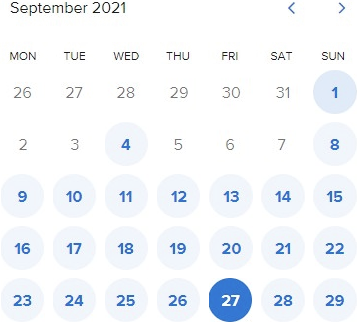 September 2021 < >
MON TUE WED THU FRI SAT SUN
26 27 28 29 30 31 1
2 3 4 5 6 7 8
9 10 11 12 13 14 15
16 17 18 19 20 21 22
23 24 25 26 27 28 29